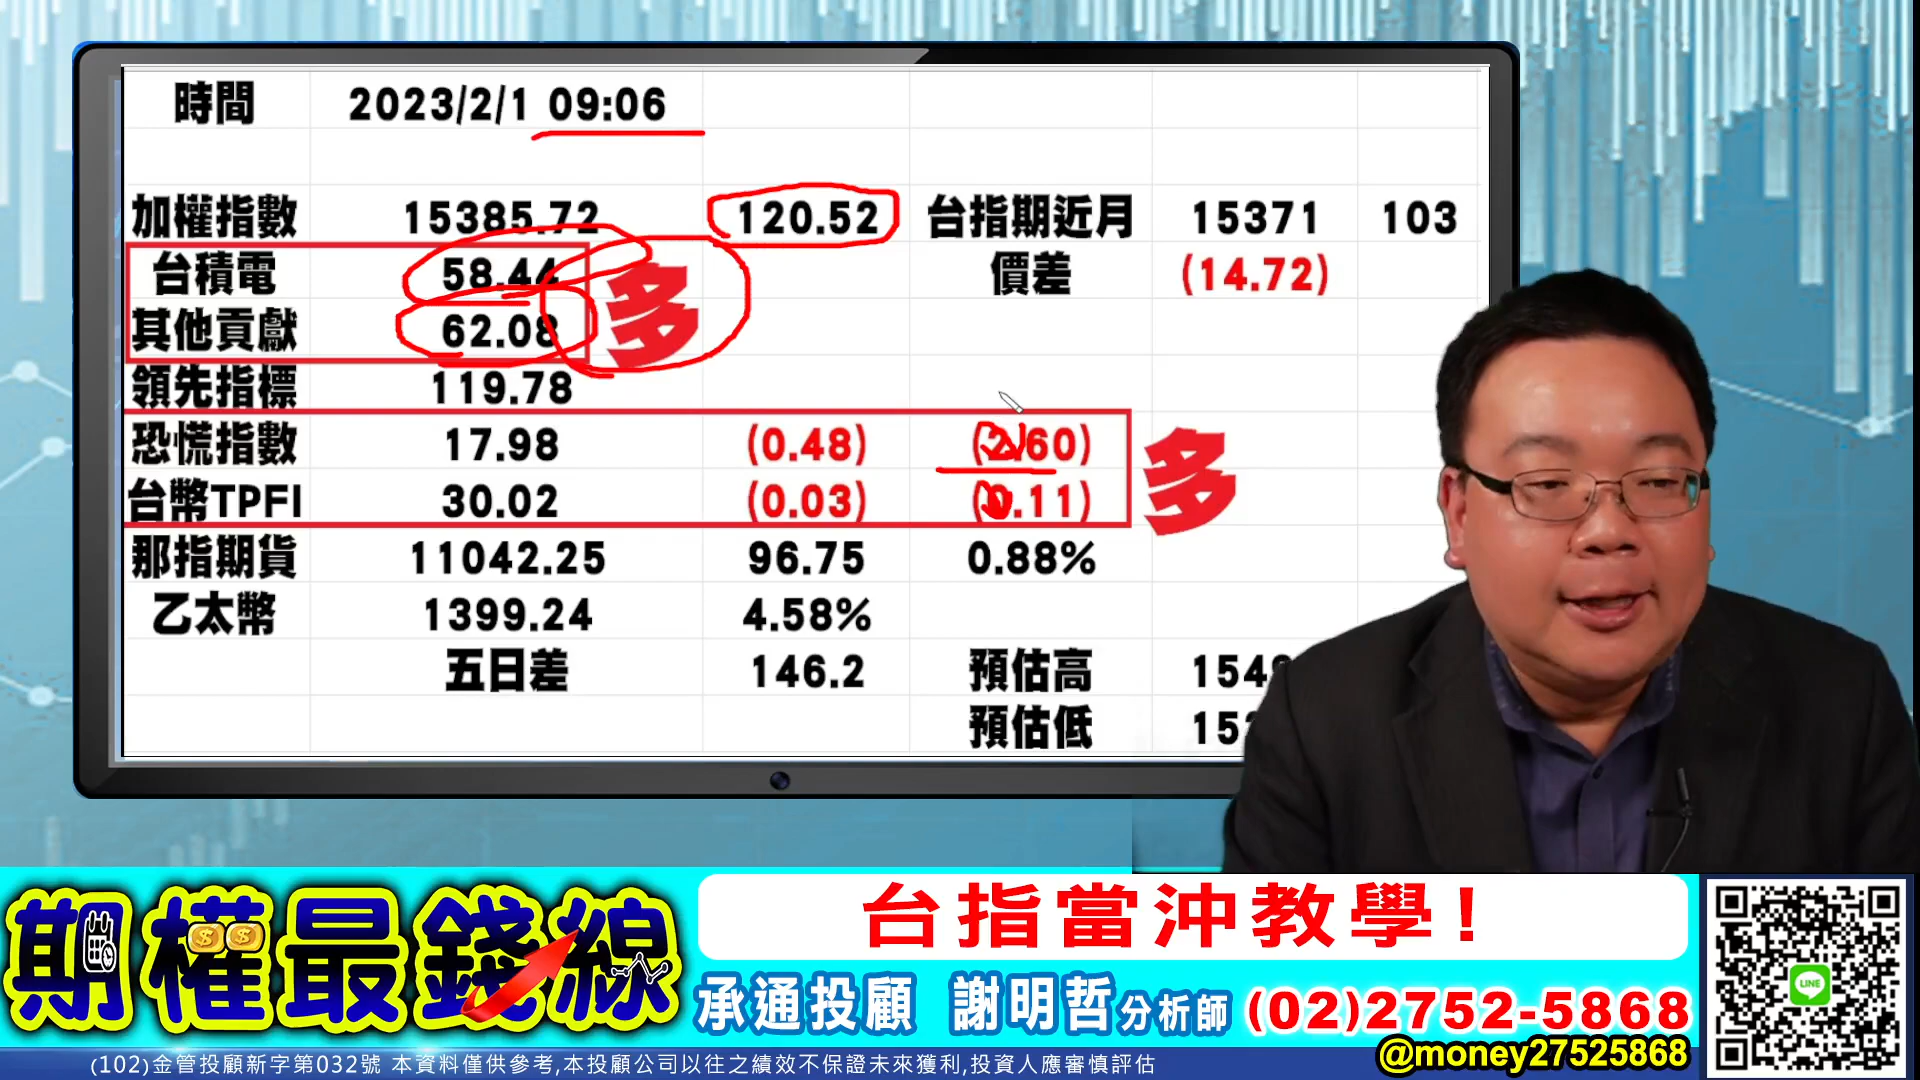 時間 2023/2/1 09:06
加權指數 15385.72 120.52 台指期近月 15371 103
台積電 58.44 多 價差 (14.72)
其他貢獻 62.08
領先指標 119.78
恐慌指數 17.98 (0.48) (2.60) 多
台幣TPFI 30.02 (0.03) (0.11)
那指期貨 11042.25 96.75 0.88%
乙太幣 1399.24 4.58%
五日差 146.2 預估高
預估低
期權最錢線
台指當沖教學!
承通投顧 謝明哲分析師 (02)2752-5868
@money27525868
LINE
(102)金管投顧新字第032號 本資料僅供參考,本投顧公司以往之績效不保證未來獲利,投資人應審慎評估